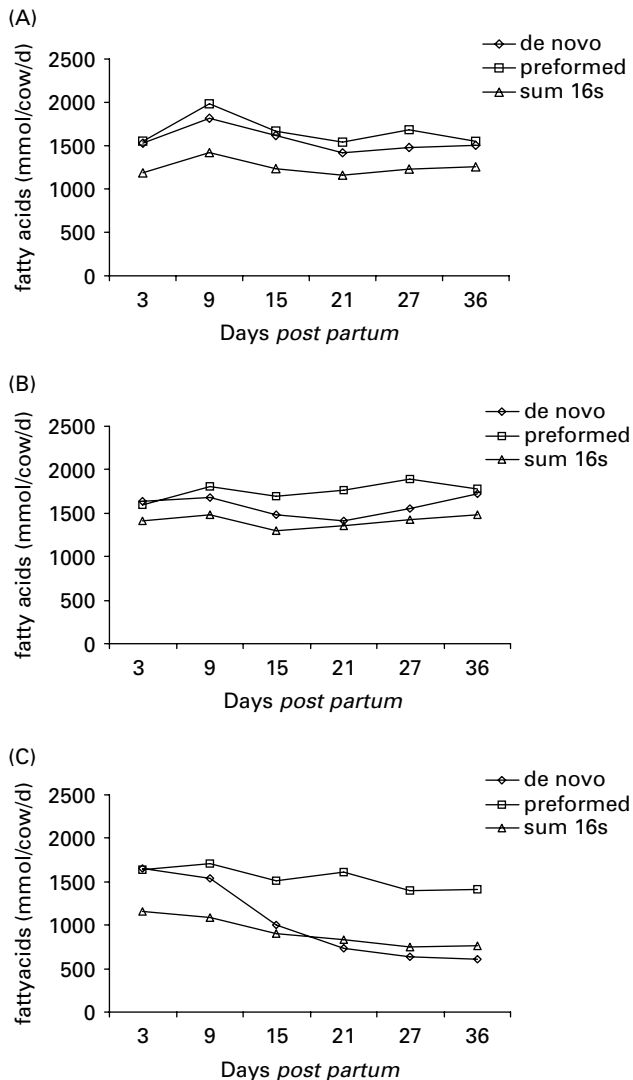 (A)
de novo
preformed
sum 16s
fatty acids (mmol/cow/d)
2500
2000
1500
1000
500
0
3 9 15 21 27 36
Days post partum
(B)
de novo
preformed
sum 16s
fatty acids (mmol/cow/d)
2500
2000
1500
1000
500
0
3 9 15 21 27 36
Days post partum
(C)
de novo
preformed
sum 16s
fattyacids (mmol/cow/d)
2500
2000
1500
1000
500
0
3 9 15 21 27 36
Days post partum